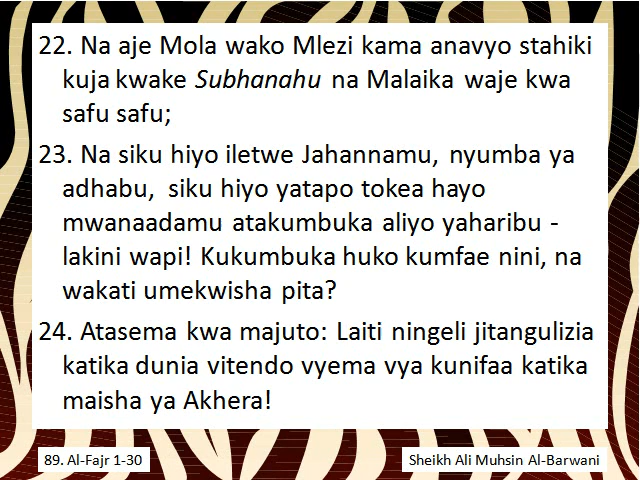 22. Na aje Mola wako Mlezi kama anavyo stahiki
kuja kwake Subhanahu na Malaika waje kwa
safu safu;
23. Na siku hiyo iletwe Jahannamu, nyumba ya
adhabu, siku hiyo yatapo tokea hayo
mwanaadamu atakumbuka aliyo yaharibu -
lakini wapi! Kukumbuka huko kumfae nini, na
wakati umekwisha pita?
24. Atasema kwa majuto: Laiti ningeli jitangulizia
katika dunia vitendo vyema vya kunifaa katika
maisha ya Akhera!
89. Al-Fajr 1-30
Sheikh Ali Muhsin Al-Barwani